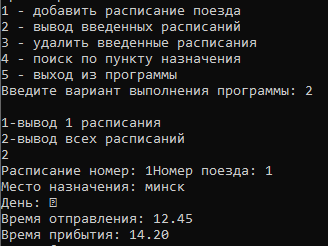 1 - добавить расписание поезда
2 - вывод введенных расписаний
3 - удалить введенные расписания
4 - поиск по пункту назначения
5 - выход из программы
Введите вариант выполнения программы: 2
1-вывод 1 расписания
2-вывод всех расписаний
2
Расписание номер: 1Номер поезда: 1
Место назначения: минск
День:
Время отправления: 12.45
Время прибытия: 14.20